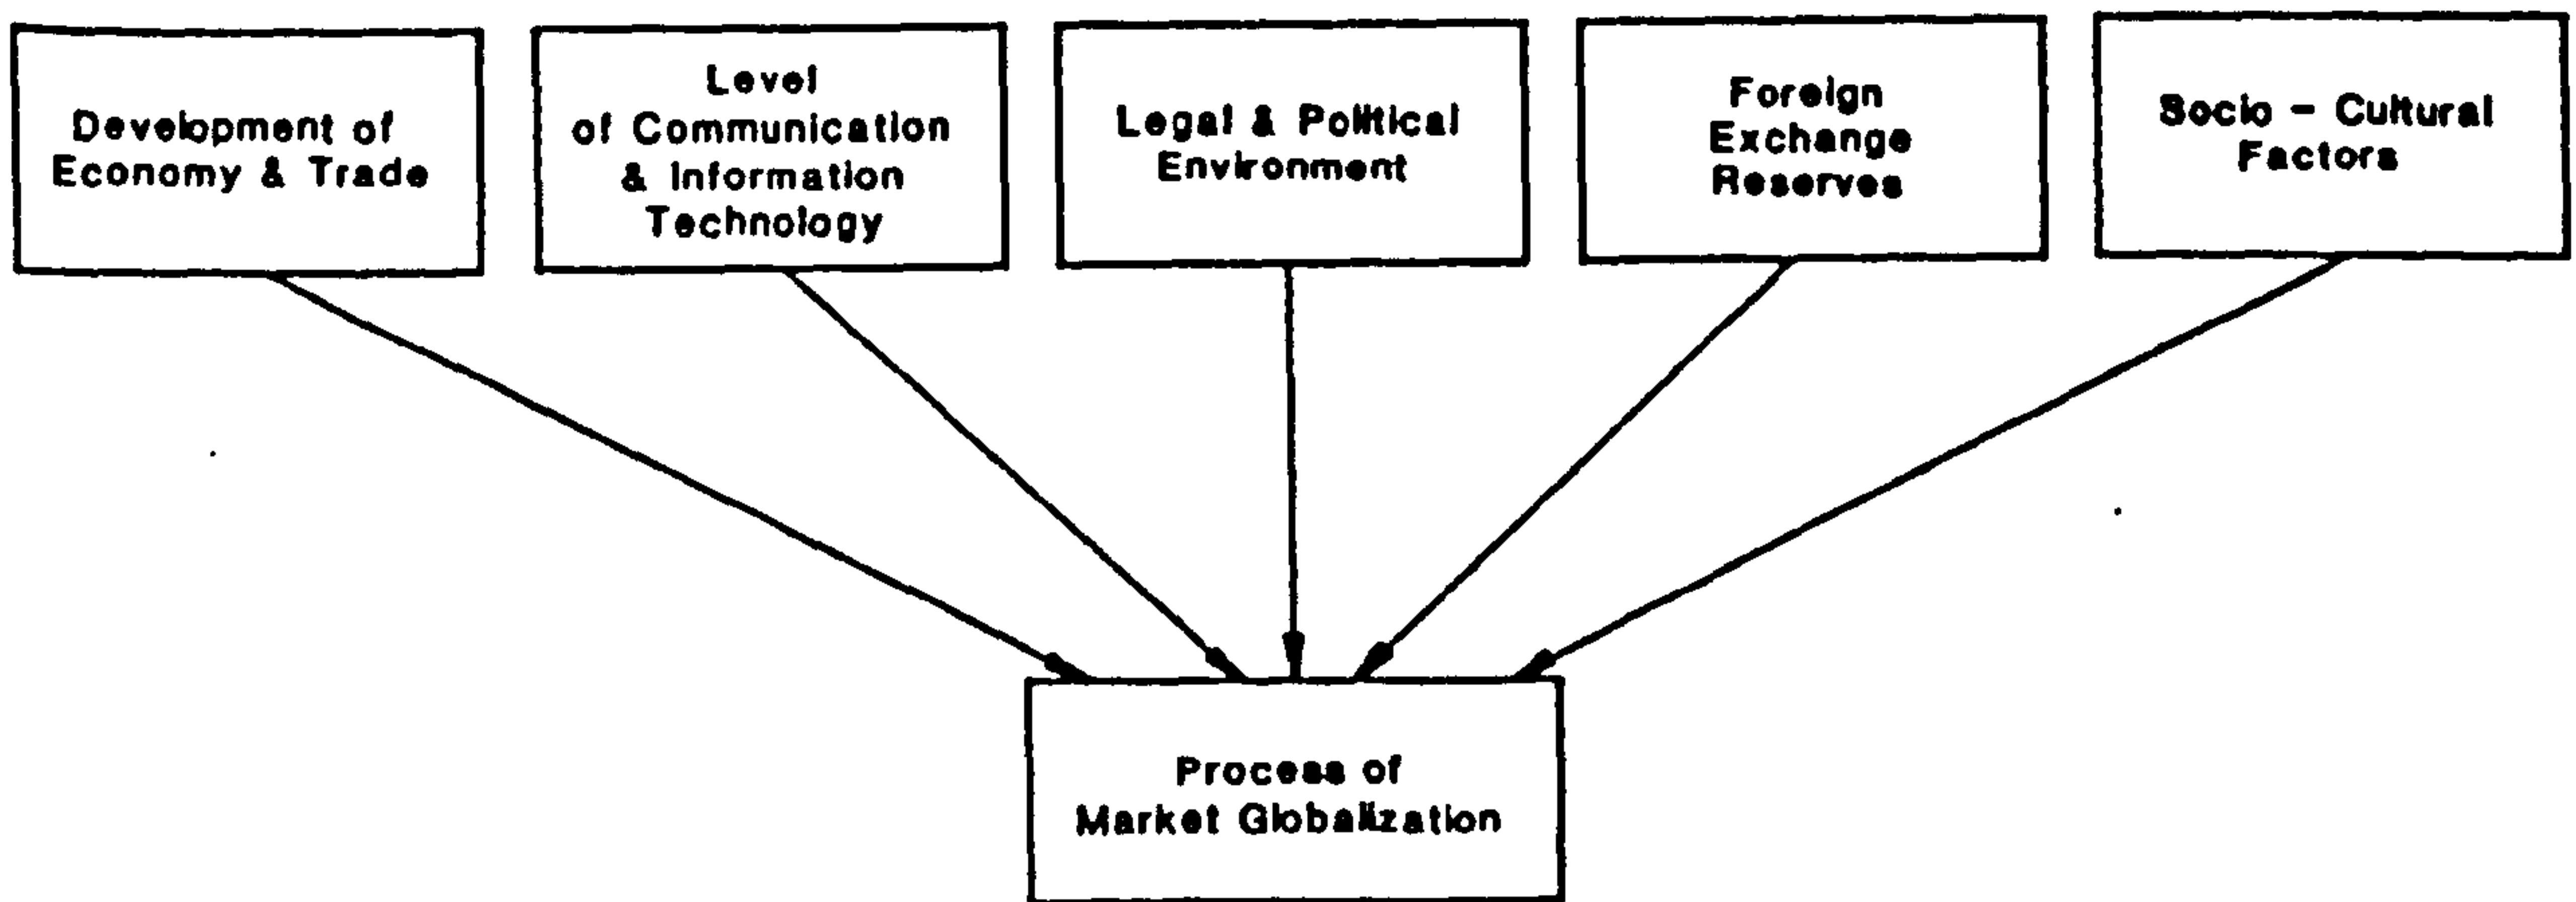 Development of
Economy & Trade
Level
of Communication
& Information
Technology
Legal & Political
Environment
Foreign
Exchange
Reserves
Socio - Cultural
Factors
Process of
Market Globalization